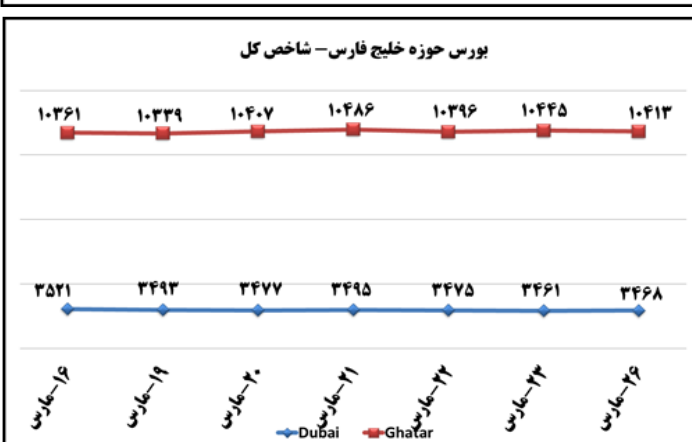 بورس حوزه خلیج فارس– شاخص کل
۱۰۳۶۱ ۱۰۳۳۹ ۱۰۴۰۷ ۱۰۴۸۶ ۱۰۳۹۶ ۱۰۴۴۵ ۱۰۴۱۳
۳۵۲۱ ۳۴۹۳ ۳۴۷۷ ۳۴۹۵ ۳۴۷۵ ۳۴۶۱ ۳۴۶۸
۱۶-مارس ۱۹-مارس ۲۰-مارس ۲۱-مارس ۲۲-مارس ۲۳-مارس ۲۶-مارس
Dubai Ghatar